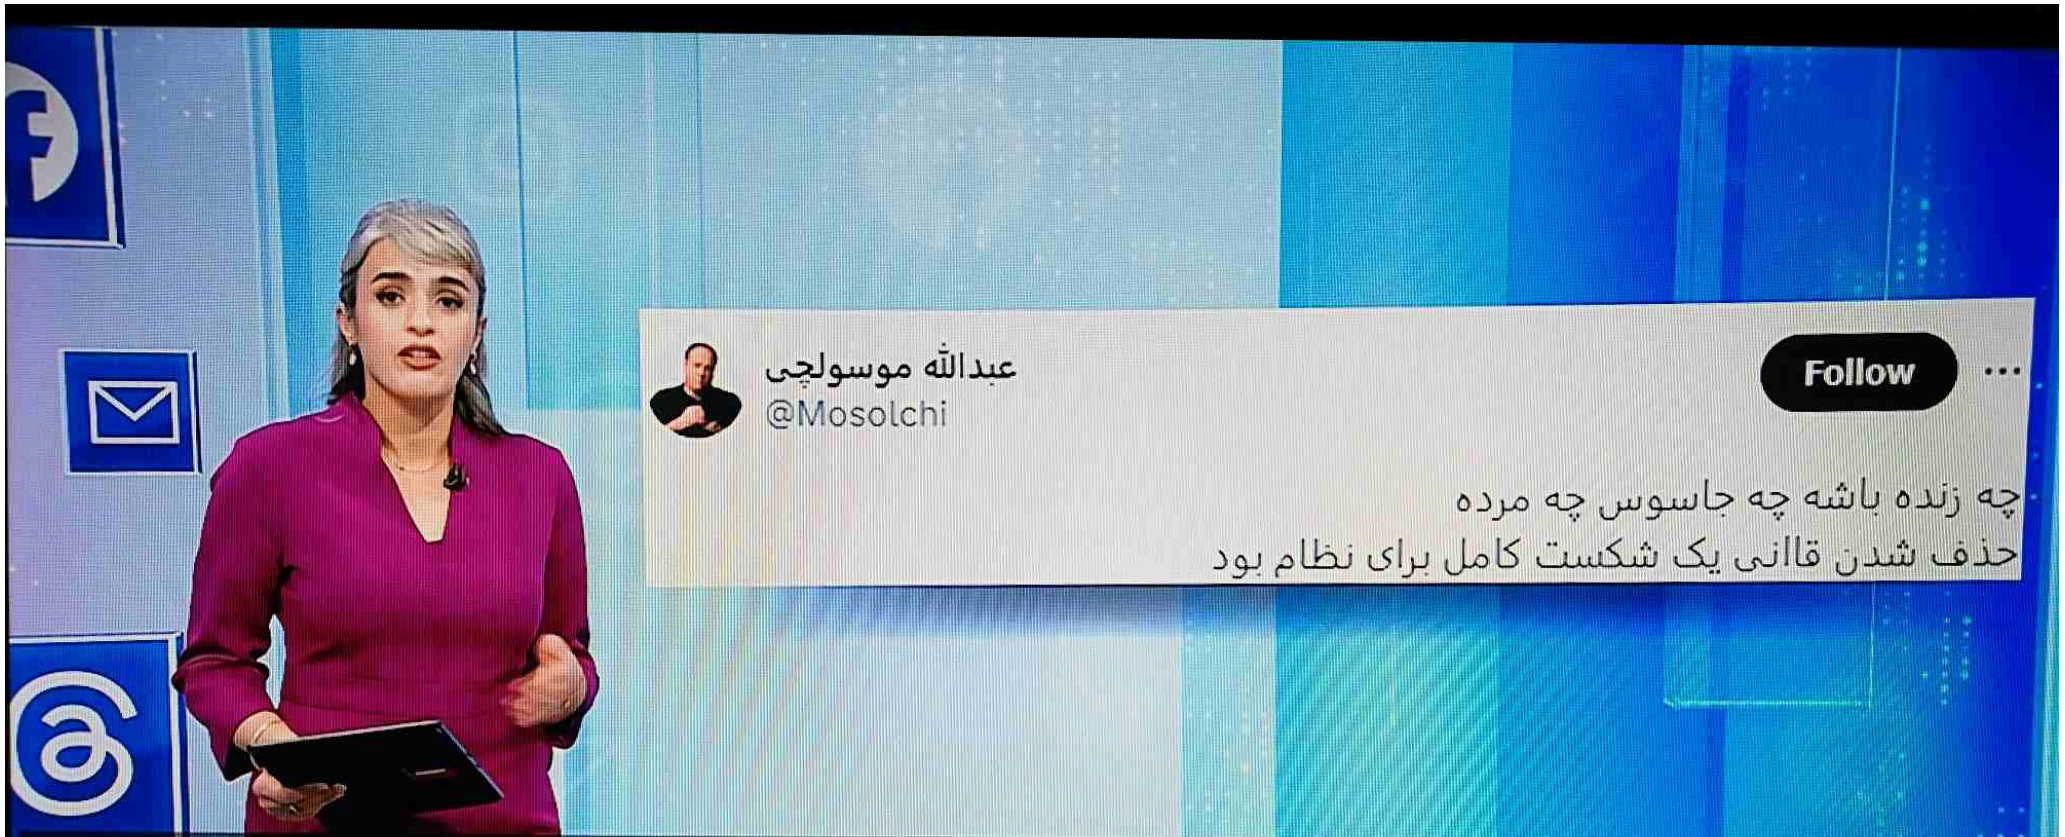 عبدالله موسولچی
@Mosolchi
Follow
چه زنده باشه چه جاسوس چه مرده
حذف شدن قاانی یک شکست کامل برای نظام بود